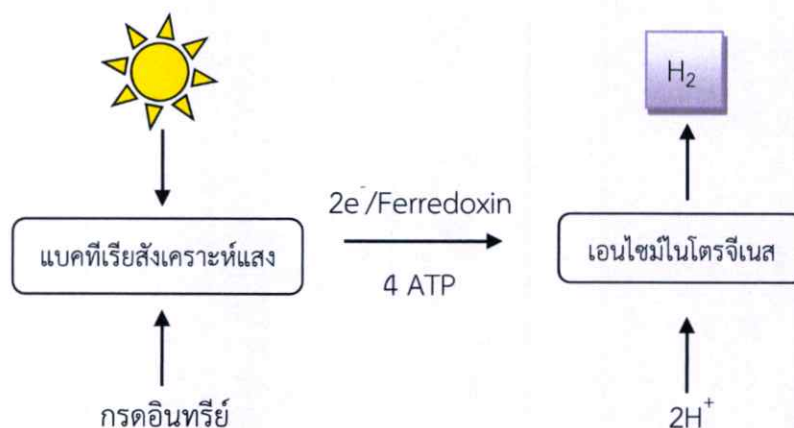 H₂
2e⁻/Ferredoxin
แบคทีเรียสังเคราะห์แสง
เอนไซม์ไนโตรจีเนส
4 ATP
กรดอินทรีย์
2H⁺